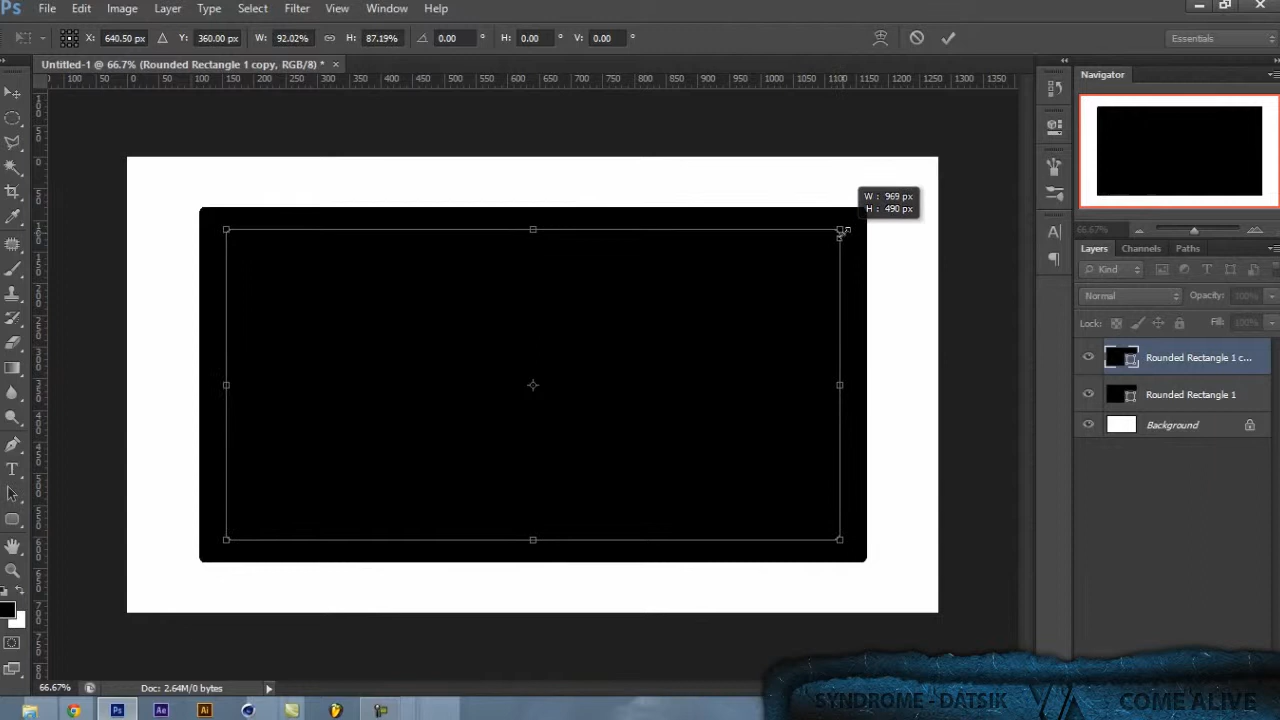 Ps File Edit Image Layer Type Select Filter View Window Help
X: 640.50 px Y: 360.00 px W: 92.02% H: 87.19% 0.00 ° H: 0.00 ° V: 0.00 ° Essentials
Untitled-1 @ 66.7% (Rounded Rectangle 1 copy, RGB/8) * ×
100 50 0 50 100 150 200 250 300 350 400 450 500 550 600 650 700 750 800 850 900 950 1000 1050 1100 1150 1200 1250 1300 1350
Navigator
W : 969 px
H : 490 px
66.67%
Layers Channels Paths
Kind
Normal Opacity: 100%
Lock: Fill: 100%
Rounded Rectangle 1 c...
Rounded Rectangle 1
Background
66.67% Doc: 2.64M/0 bytes
SYNDROME - DATSIK COME ALIVE
Ps Ae Ai